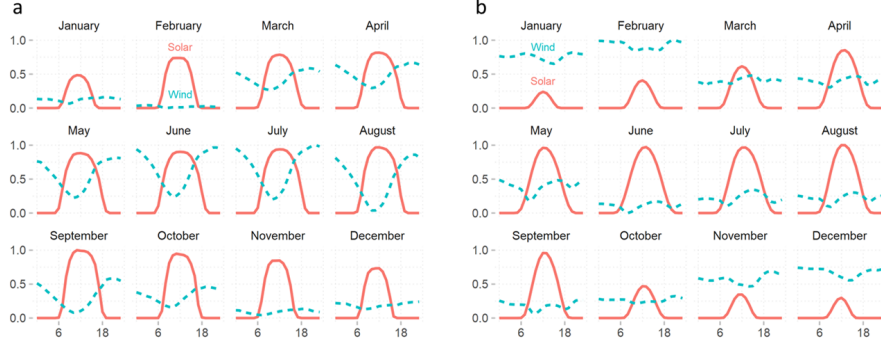 a
January February March April
1.0 Solar
0.5
Wind
0.0
May June July August
1.0
0.5
0.0
September October November December
1.0
0.5
0.0
6 18 6 18 6 18 6 18
b
January February March April
1.0 Wind
0.5 Solar
0.0
May June July August
1.0
0.5
0.0
September October November December
1.0
0.5
0.0
6 18 6 18 6 18 6 18